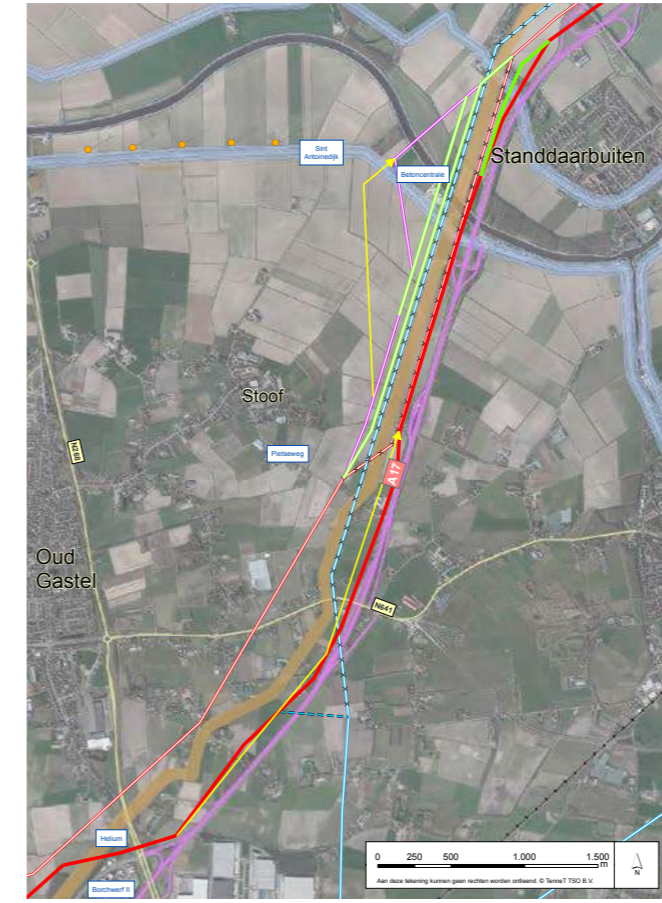 Sint
Antoinedijk
Betoncentrale
Standdaarbuiten
Stoof
N268
Pietseweg
A17
Oud
Gastel
N641
Helium
Borchwerf II
0 250 500 1.000 1.500
m
Aan deze tekening kunnen geen rechten worden ontleend. © TenneT TSO B.V.
N